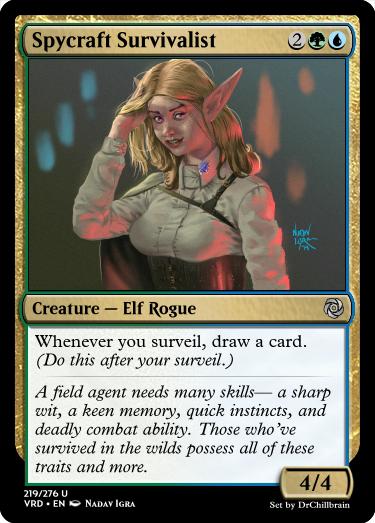 Spycraft Survivalist 2
NADAV
IGRA
Creature — Elf Rogue
Whenever you surveil, draw a card.
(Do this after your surveil.)
A field agent needs many skills— a sharp
wit, a keen memory, quick instincts, and
deadly combat ability. Those who've
survived in the wilds possess all of these
traits and more.
4/4
219/276 U
VRD • EN Nadav Igra
Set by DrChillbrain